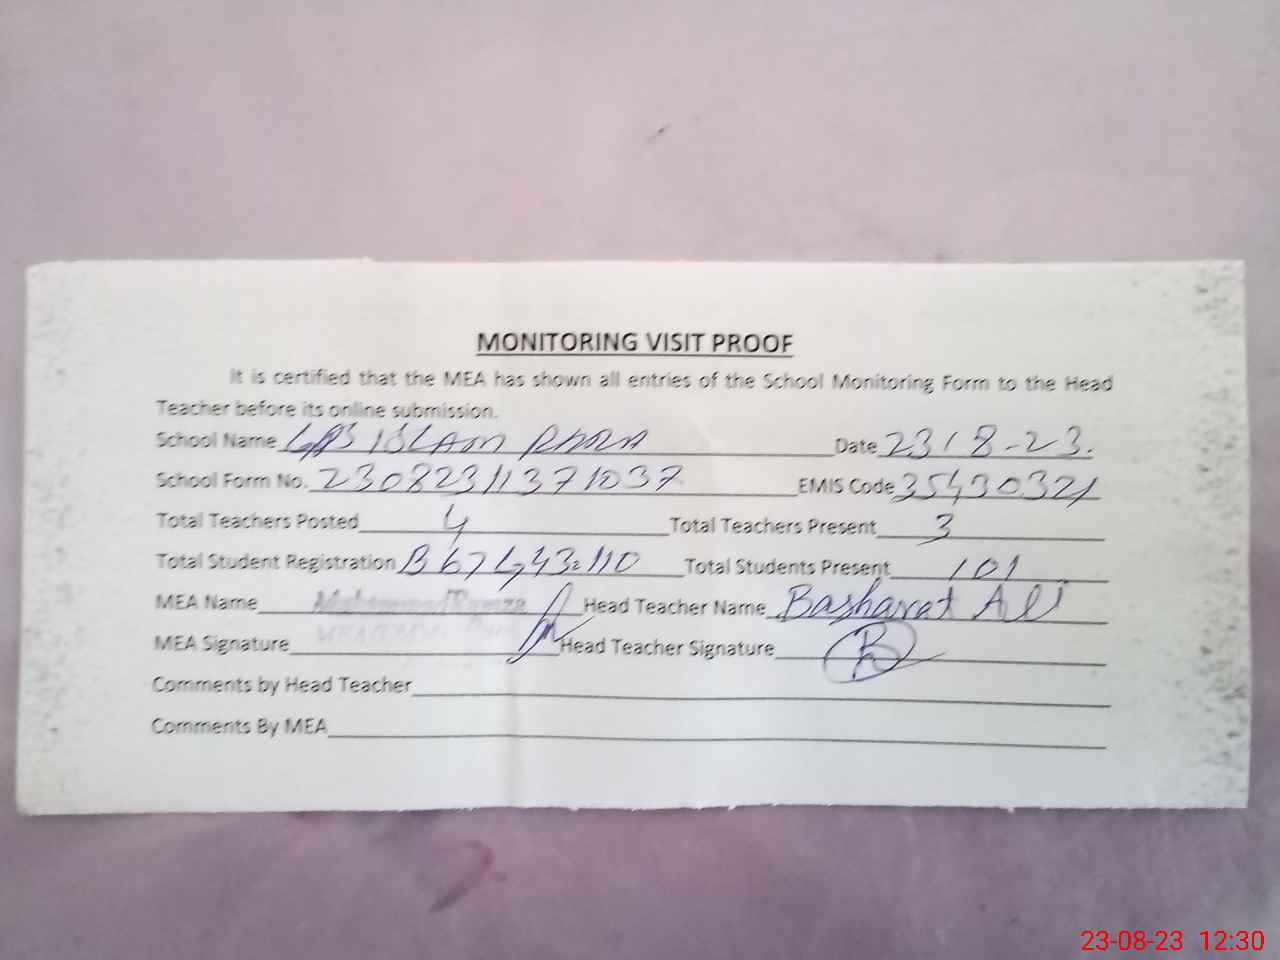 MONITORING VISIT PROOF
It is certified that the MEA has shown all entries of the School Monitoring Form to the Head
Teacher before its online submission.
School Name GPS ISLAM PURA Date 23/8-23.
School Form No. 23082311371037 EMIS Code 35430321
Total Teachers Posted 4 Total Teachers Present 3
Total Student Registration B 67 G 43 = 110 Total Students Present 101
MEA Name Muhammad Head Teacher Name Basharat Ali
MEA Signature Head Teacher Signature
Comments by Head Teacher
Comments By MEA
23-08-23 12:30